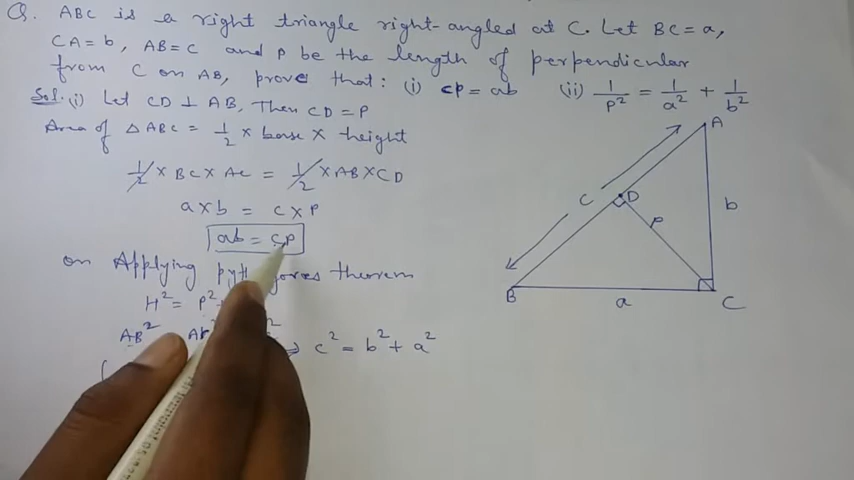 Q. ABC is a right triangle right-angled at C. Let BC = a,
CA = b, AB = C and P be the length of perpendicular
from C on AB, prove that: (i) cp = ab (ii) 1/P² = 1/a² + 1/b²
Sol. (i) Let CD ⊥ AB, Then CD = P
Area of △ ABC = 1/2 × base × height
1/2 × BC × AC = 1/2 × AB × CD
a × b = c × P
ab = CP
on Applying theorem
H² = P²
AB²
c² = b² + a²
A
C
D
b
P
B
a
C